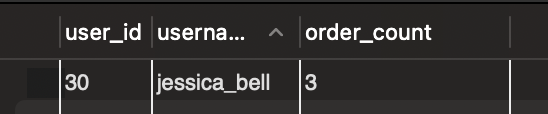 user_id userna... order_count
30 jessica_bell 3